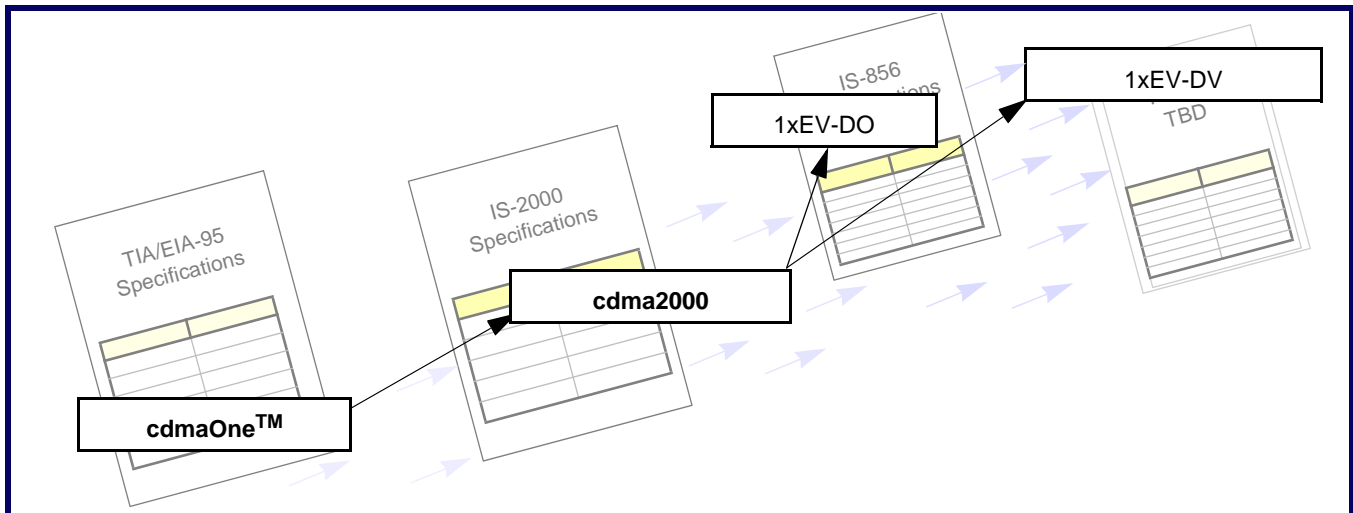 IS-856
1xEV-DV
1xEV-DO
TBD
IS-2000
Specifications
TIA/EIA-95
Specifications
cdma2000
cdmaOne™